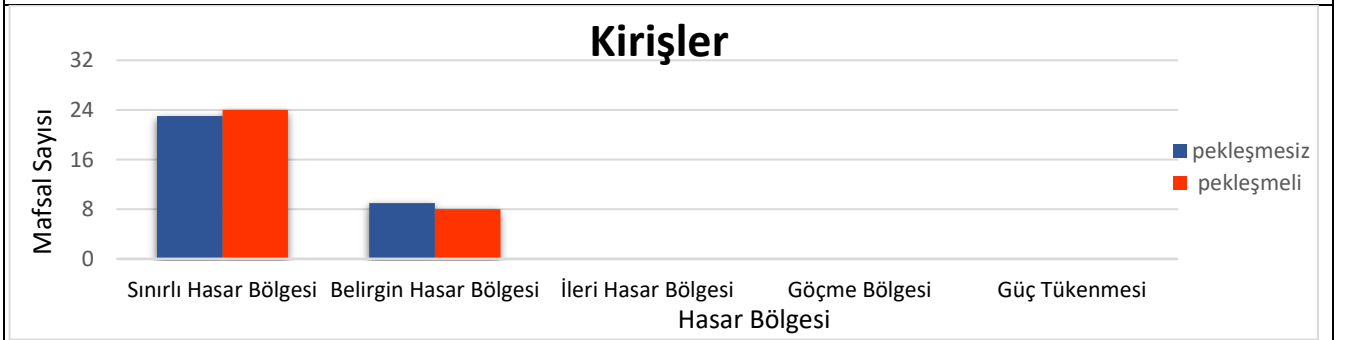 Kirişler
32
24
16
8
0
Mafsal Sayısı
pekleşmesiz
pekleşmeli
Sınırlı Hasar Bölgesi Belirgin Hasar Bölgesi İleri Hasar Bölgesi Göçme Bölgesi Güç Tükenmesi
Hasar Bölgesi